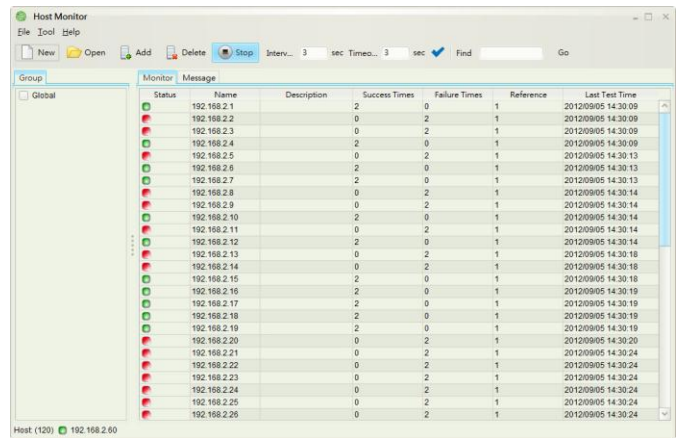 Host Monitor
File Tool Help
New Open Add Delete Stop Interv... 3 sec Timeo... 3 sec Find Go
Group Monitor Message
Global Status Name Description Success Times Failure Times Reference Last Test Time
192.168.2.1 2 0 1 2012/09/05 14:30:09
192.168.2.2 0 2 1 2012/09/05 14:30:09
192.168.2.3 0 2 1 2012/09/05 14:30:09
192.168.2.4 2 0 1 2012/09/05 14:30:09
192.168.2.5 0 2 1 2012/09/05 14:30:13
192.168.2.6 2 0 1 2012/09/05 14:30:13
192.168.2.7 2 0 1 2012/09/05 14:30:13
192.168.2.8 0 2 1 2012/09/05 14:30:14
192.168.2.9 0 2 1 2012/09/05 14:30:14
192.168.2.10 2 0 1 2012/09/05 14:30:14
192.168.2.11 0 2 1 2012/09/05 14:30:14
192.168.2.12 2 0 1 2012/09/05 14:30:14
192.168.2.13 0 2 1 2012/09/05 14:30:18
192.168.2.14 0 2 1 2012/09/05 14:30:18
192.168.2.15 2 0 1 2012/09/05 14:30:18
192.168.2.16 2 0 1 2012/09/05 14:30:19
192.168.2.17 2 0 1 2012/09/05 14:30:19
192.168.2.18 2 0 1 2012/09/05 14:30:19
192.168.2.19 2 0 1 2012/09/05 14:30:19
192.168.2.20 0 2 1 2012/09/05 14:30:20
192.168.2.21 0 2 1 2012/09/05 14:30:24
192.168.2.22 0 2 1 2012/09/05 14:30:24
192.168.2.23 0 2 1 2012/09/05 14:30:24
192.168.2.24 0 2 1 2012/09/05 14:30:24
192.168.2.25 0 2 1 2012/09/05 14:30:24
192.168.2.26 0 2 1 2012/09/05 14:30:24
Host: (120) 192.168.2.60